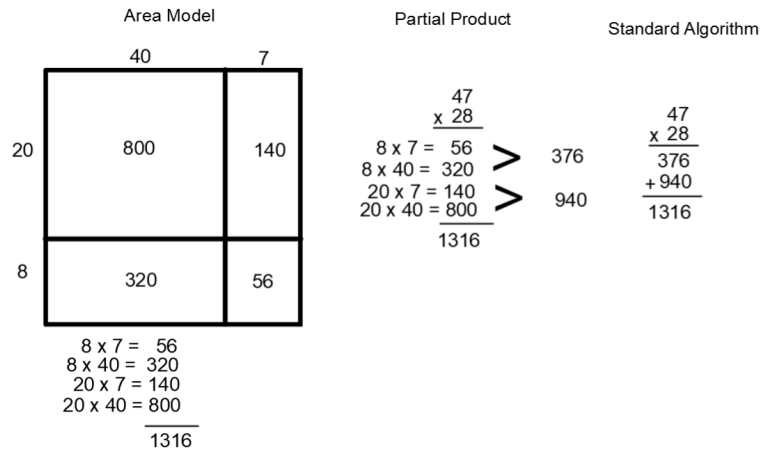 Area Model
40 7
20 800 140
8 320 56
8 x 7 = 56
8 x 40 = 320
20 x 7 = 140
20 x 40 = 800
1316
Partial Product
47
x 28
8 x 7 = 56
8 x 40 = 320
20 x 7 = 140
20 x 40 = 800
1316
> 376
> 940
Standard Algorithm
47
x 28
376
+ 940
1316